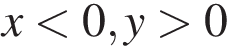 x < 0, y > 0